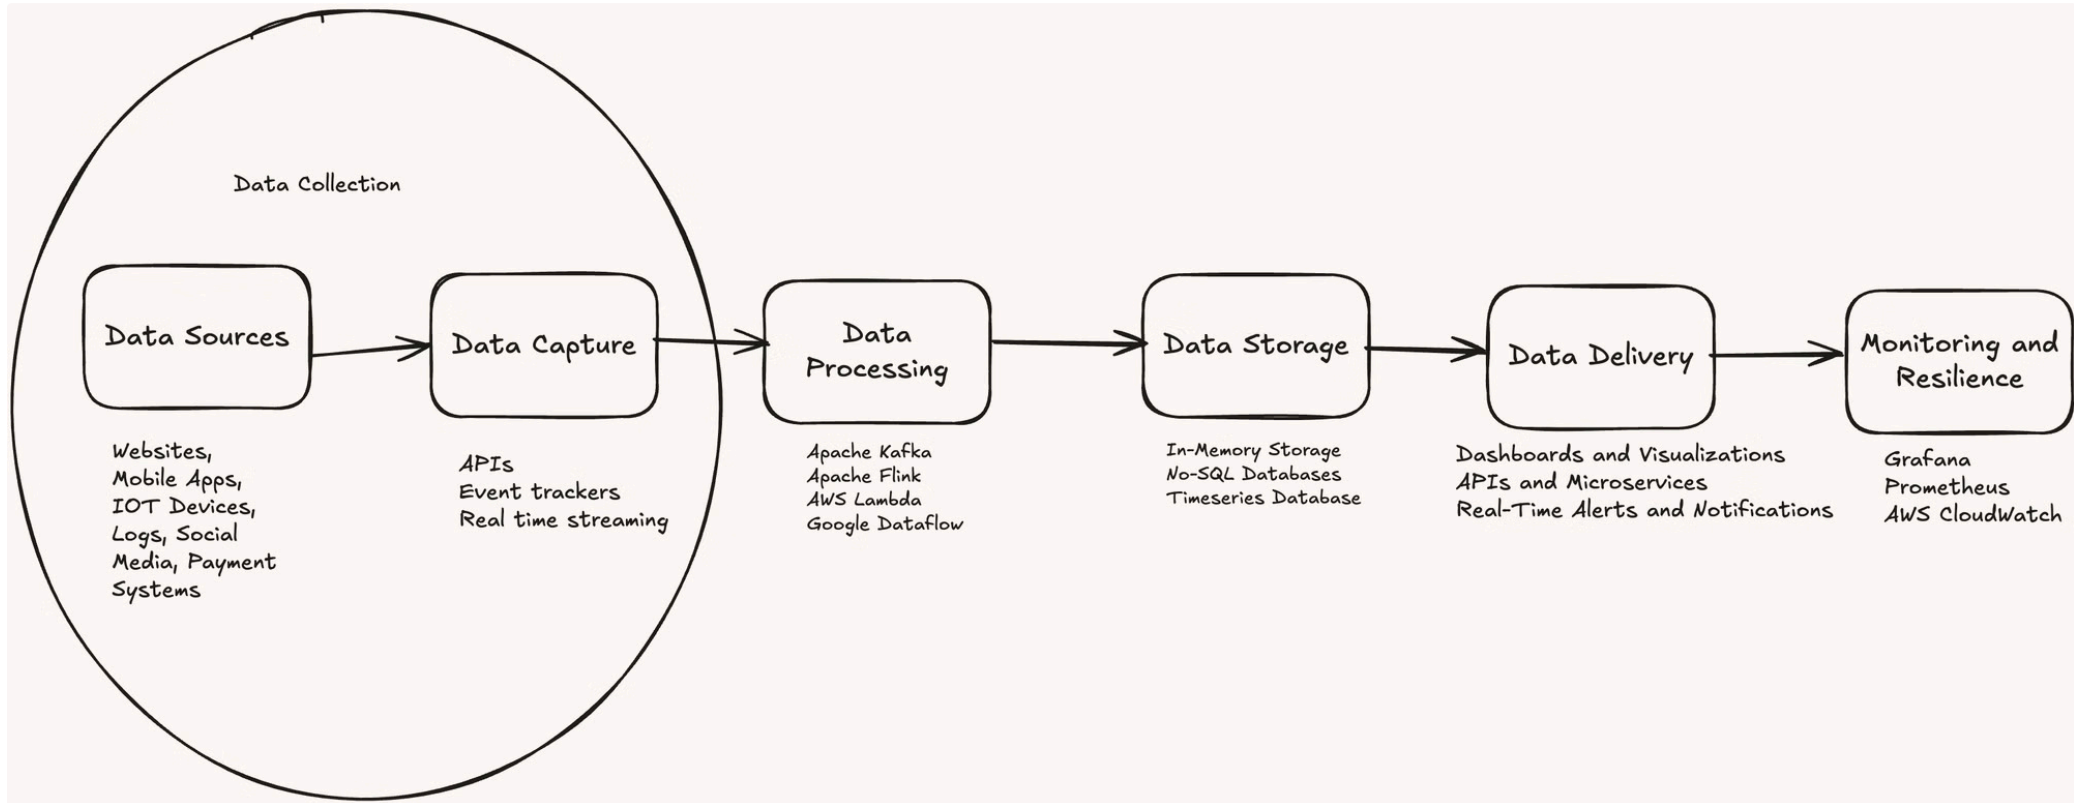 Data Collection
Data Sources
Websites,
Mobile Apps,
IOT Devices,
Logs, Social
Media, Payment
Systems
Data Capture
APIs
Event trackers
Real time streaming
Data
Processing
Apache Kafka
Apache Flink
AWS Lambda
Google Dataflow
Data Storage
In-Memory Storage
No-SQL Databases
Timeseries Database
Data Delivery
Dashboards and Visualizations
APIs and Microservices
Real-Time Alerts and Notifications
Monitoring and
Resilience
Grafana
Prometheus
AWS CloudWatch